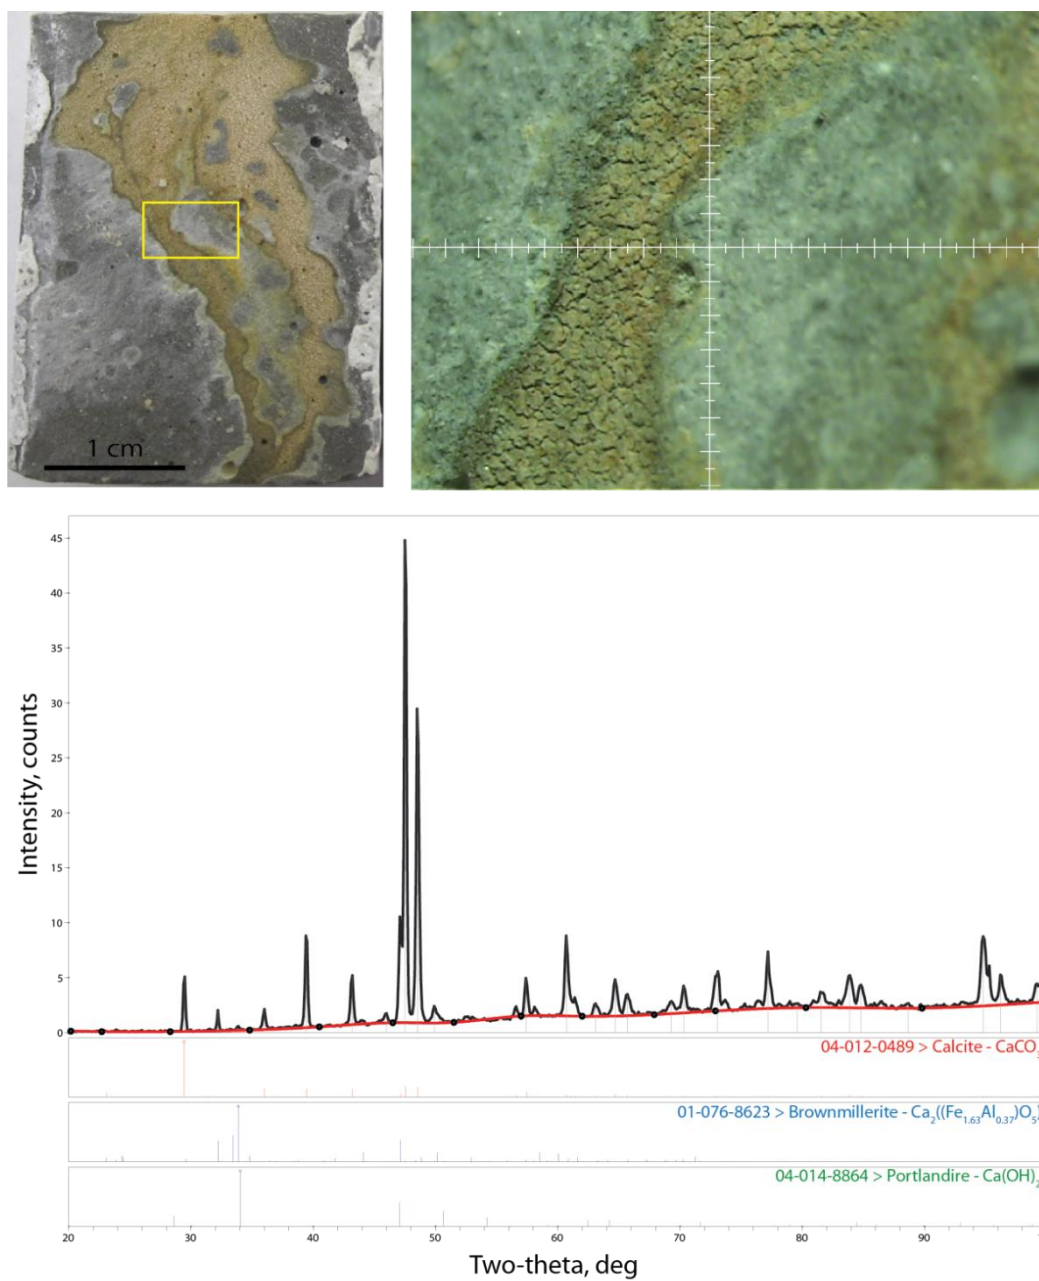 1 cm
45
40
35
30
25
20
15
10
5
0
Intensity, counts
04-012-0489 > Calcite - CaCO₃
01-076-8623 > Brownmillerite - Ca₂((Fe₁.₆₃Al₀.₃₇)O₅)
04-014-8864 > Portlandire - Ca(OH)₂
20 30 40 50 60 70 80 90
Two-theta, deg